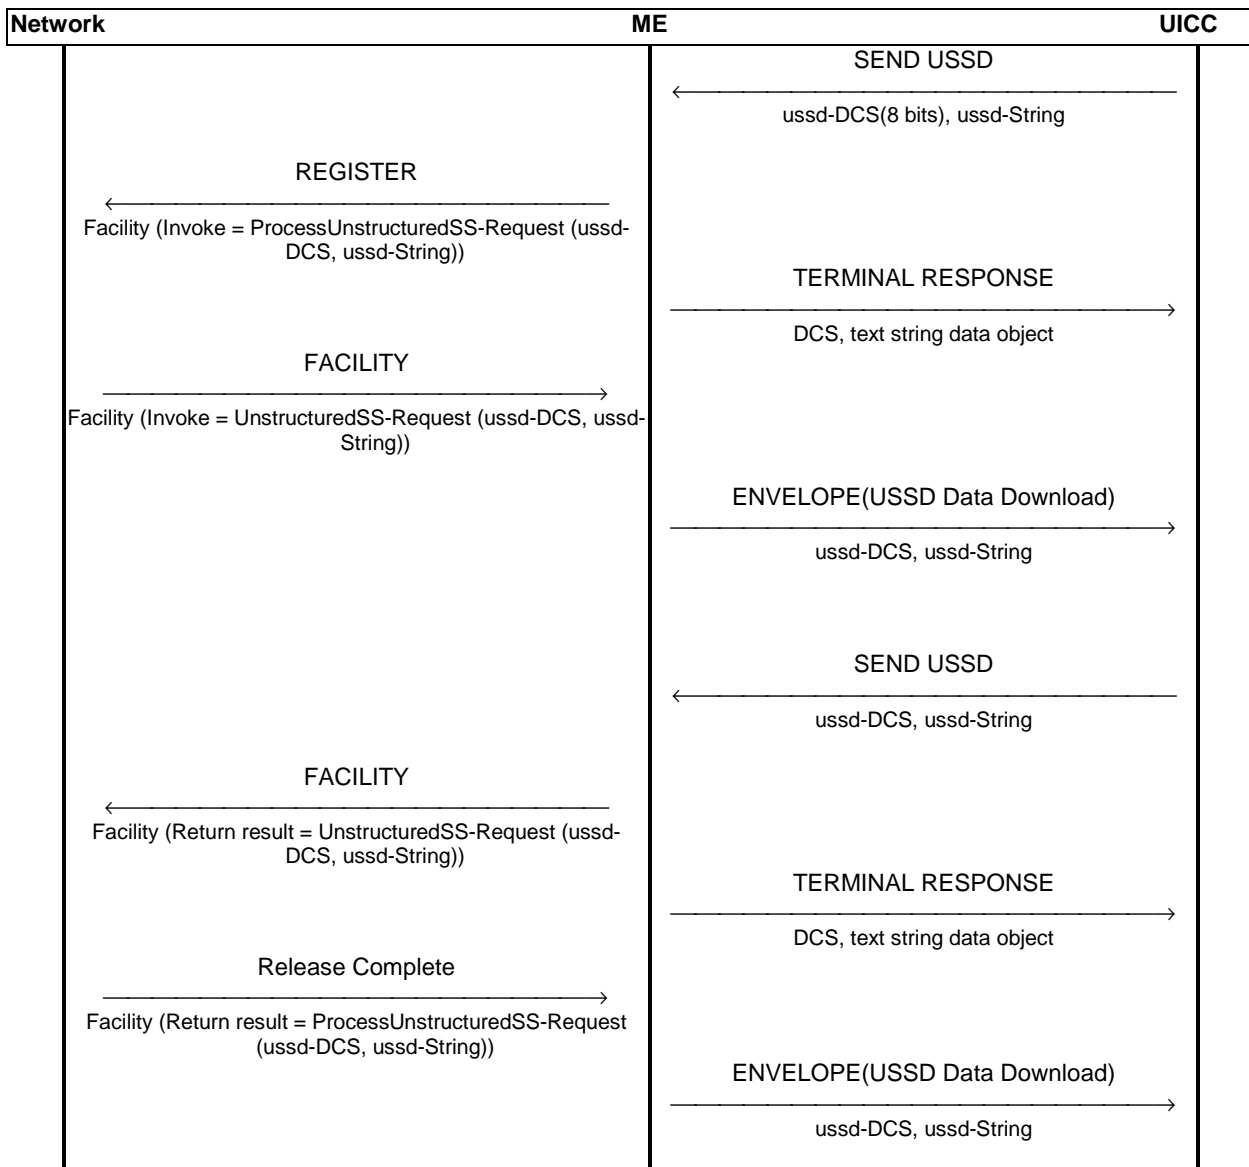 Network ME UICC
SEND USSD
ussd-DCS(8 bits), ussd-String
REGISTER
Facility (Invoke = ProcessUnstructuredSS-Request (ussd-
DCS, ussd-String))
TERMINAL RESPONSE
DCS, text string data object
FACILITY
Facility (Invoke = UnstructuredSS-Request (ussd-DCS, ussd-
String))
ENVELOPE(USSD Data Download)
ussd-DCS, ussd-String
SEND USSD
ussd-DCS, ussd-String
FACILITY
Facility (Return result = UnstructuredSS-Request (ussd-
DCS, ussd-String))
TERMINAL RESPONSE
DCS, text string data object
Release Complete
Facility (Return result = ProcessUnstructuredSS-Request
(ussd-DCS, ussd-String))
ENVELOPE(USSD Data Download)
ussd-DCS, ussd-String